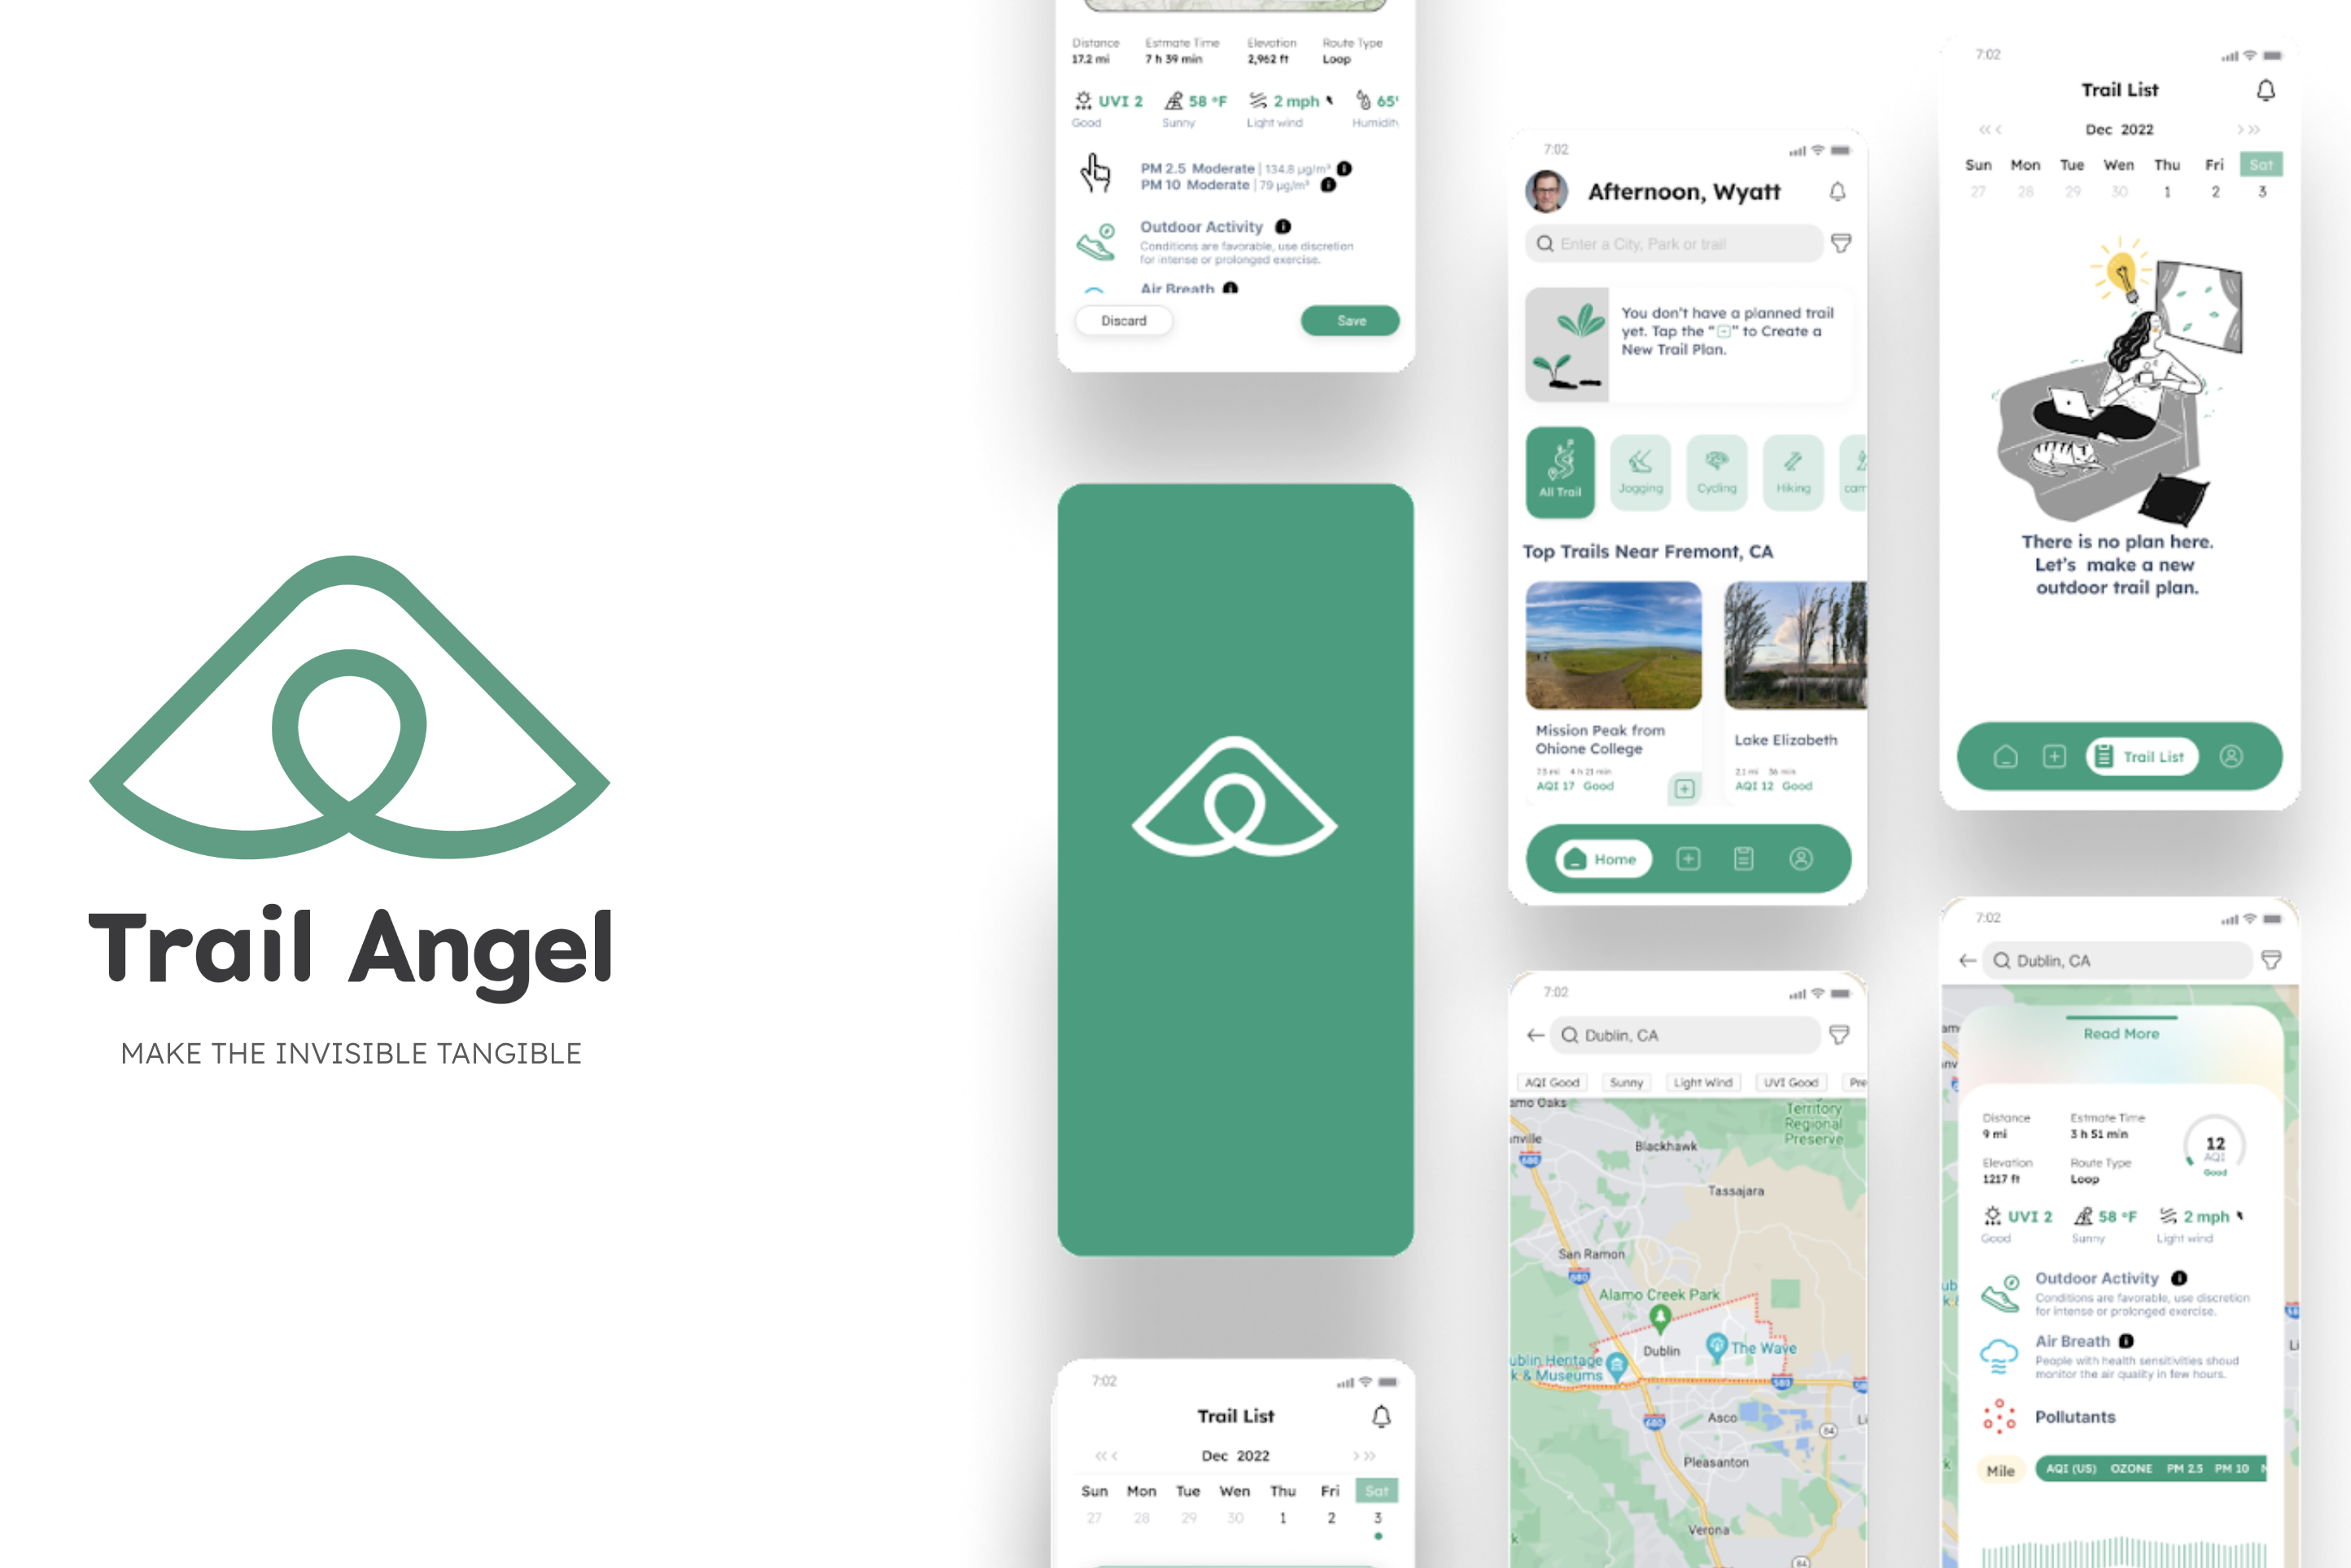 Trail Angel
MAKE THE INVISIBLE TANGIBLE
Distance Estmate Time Elevation Route Type
17.2 mi 7 h 39 min 2,962 ft Loop
UVI 2 58 °F 2 mph 65
Good Sunny Light wind Humidit
PM 2.5 Moderate | 134.8 µg/m³
PM 10 Moderate | 79 µg/m³
Outdoor Activity
Conditions are favorable, use discretion
for intense or prolonged exercise.
Air Breath
Discard Save
7:02
Trail List
<< < Dec 2022 > >>
Sun Mon Tue Wen Thu Fri Sat
27 28 29 30 1 2 3
7:02
Afternoon, Wyatt
Enter a City, Park or trail
You don't have a planned trail
yet. Tap the "+" to Create a
New Trail Plan.
All Trail Jogging Cycling Hiking cam
Top Trails Near Fremont, CA
Mission Peak from
Ohione College
7.3 mi 4 h 21 min
AQI 17 Good
Lake Elizabeth
2.1 mi 36 min
AQI 12 Good
Home
7:02
Dublin, CA
AQI Good Sunny Light Wind UVI Good Pre
amo Oaks
Territory
Regional
Preserve
nville
Blackhawk
680
Tassajara
San Ramon
680
Alamo Creek Park
The Wave
Dublin
ublin Heritage
k & Museums
580
680
Asco
84
Li
Pleasanton
Verona
84
7:02
Trail List
<< < Dec 2022 > >>
Sun Mon Tue Wen Thu Fri Sat
27 28 29 30 1 2 3
There is no plan here.
Let's make a new
outdoor trail plan.
Trail List
7:02
Dublin, CA
Read More
Distance Estmate Time
9 mi 3 h 51 min
12
AQI
Good
Elevation Route Type
1217 ft Loop
UVI 2 58 °F 2 mph
Good Sunny Light wind
Outdoor Activity
Conditions are favorable, use discretion
for intense or prolonged exercise.
Air Breath
People with health sensitivities shoud
monitor the air quality in few hours.
Pollutants
Mile AQI (US) OZONE PM 2.5 PM 10